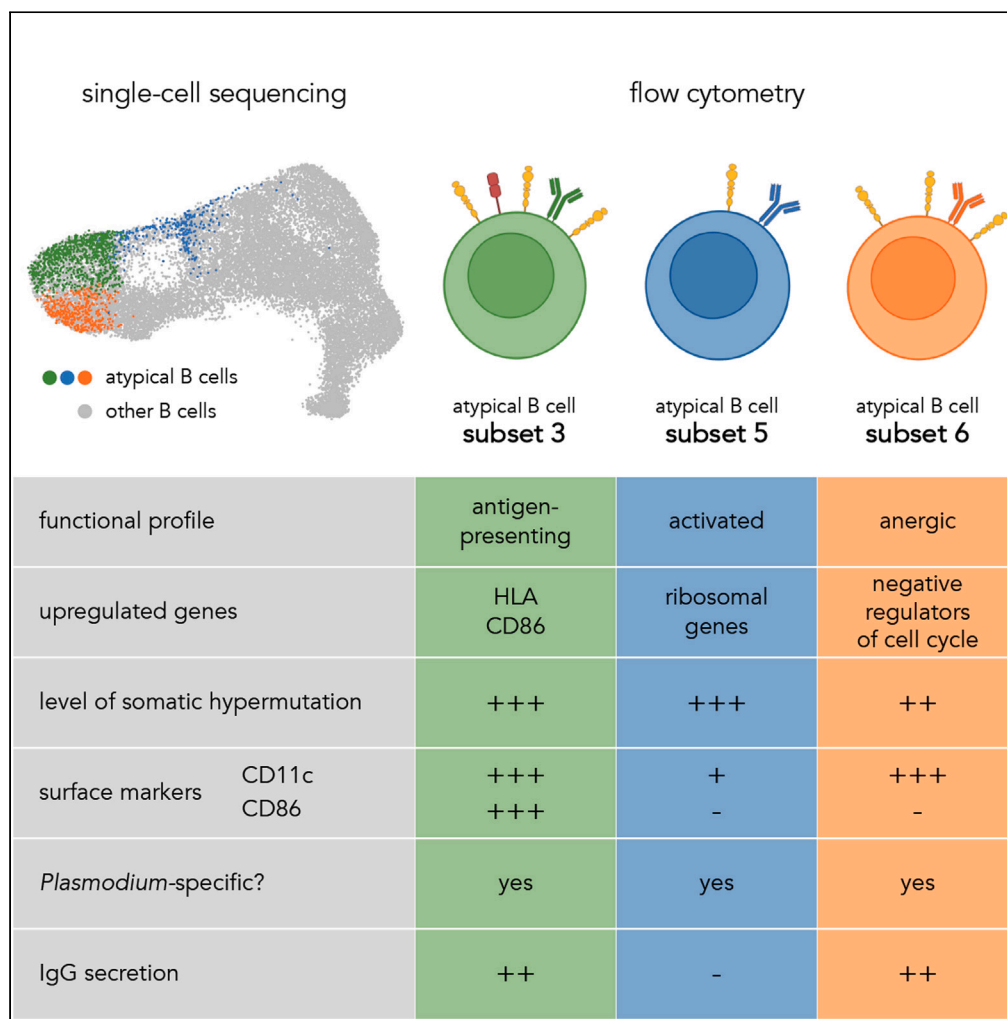 single-cell sequencing
flow cytometry
atypical B cells
other B cells
atypical B cell
subset 3
atypical B cell
subset 5
atypical B cell
subset 6
functional profile
antigen-
presenting
activated
anergic
upregulated genes
HLA
CD86
ribosomal
genes
negative
regulators
of cell cycle
level of somatic hypermutation
+++
+++
++
surface markers
CD11c
+++
+
+++
CD86
+++
-
-
Plasmodium-specific?
yes
yes
yes
IgG secretion
++
-
++